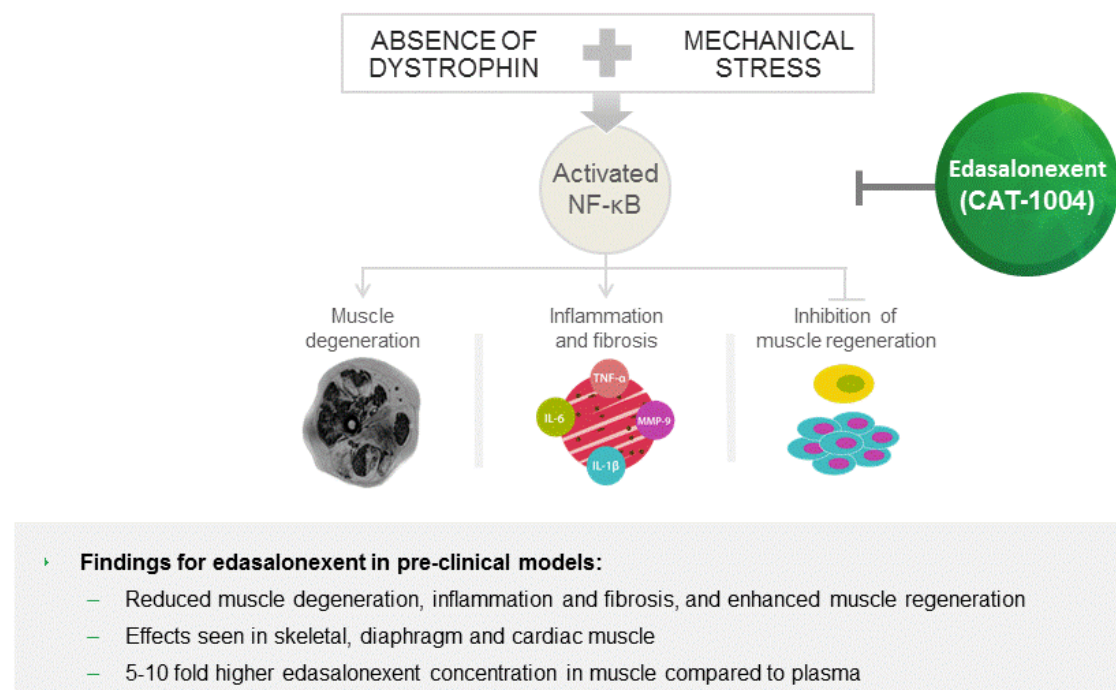 ABSENCE OF DYSTROPHIN
MECHANICAL STRESS
Activated NF-κB
Edasalonexent (CAT-1004)
Muscle degeneration
Inflammation and fibrosis
Inhibition of muscle regeneration
TNF-α
IL-6
MMP-9
IL-1β
Findings for edasalonexent in pre-clinical models:
– Reduced muscle degeneration, inflammation and fibrosis, and enhanced muscle regeneration
– Effects seen in skeletal, diaphragm and cardiac muscle
– 5-10 fold higher edasalonexent concentration in muscle compared to plasma